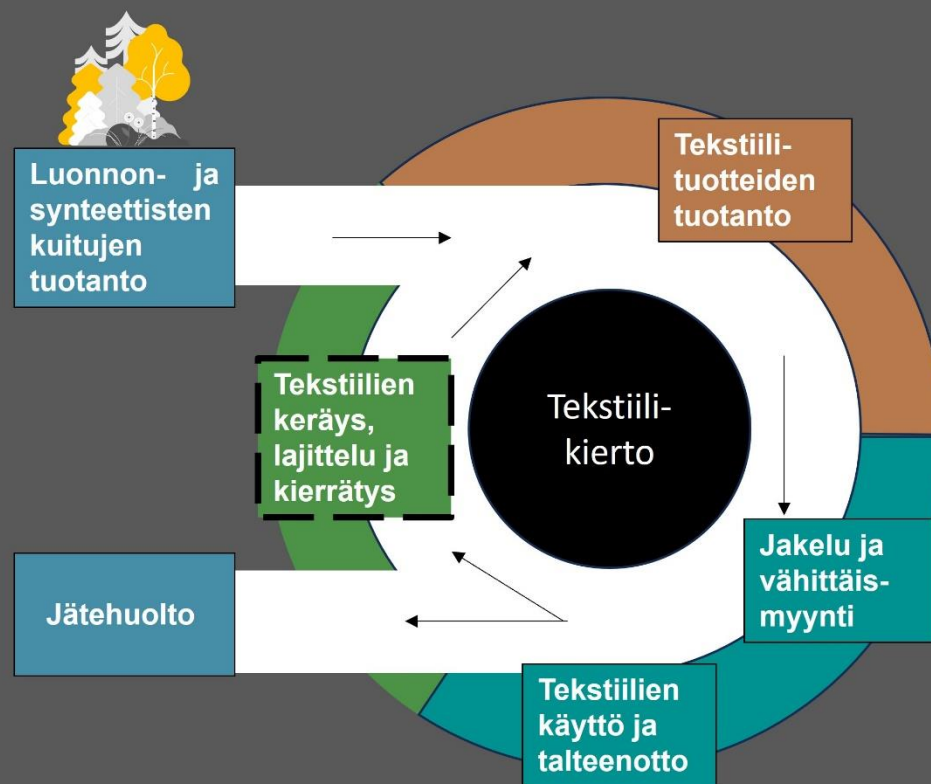 Luonnon- ja
synteettisten
kuitujen
tuotanto
Tekstiili-
tuotteiden
tuotanto
Tekstiilien
keräys,
lajittelu ja
kierrätys
Tekstiili-
kierto
Jakelu ja
vähittäis-
myynti
Jätehuolto
Tekstiilien
käyttö ja
talteenotto